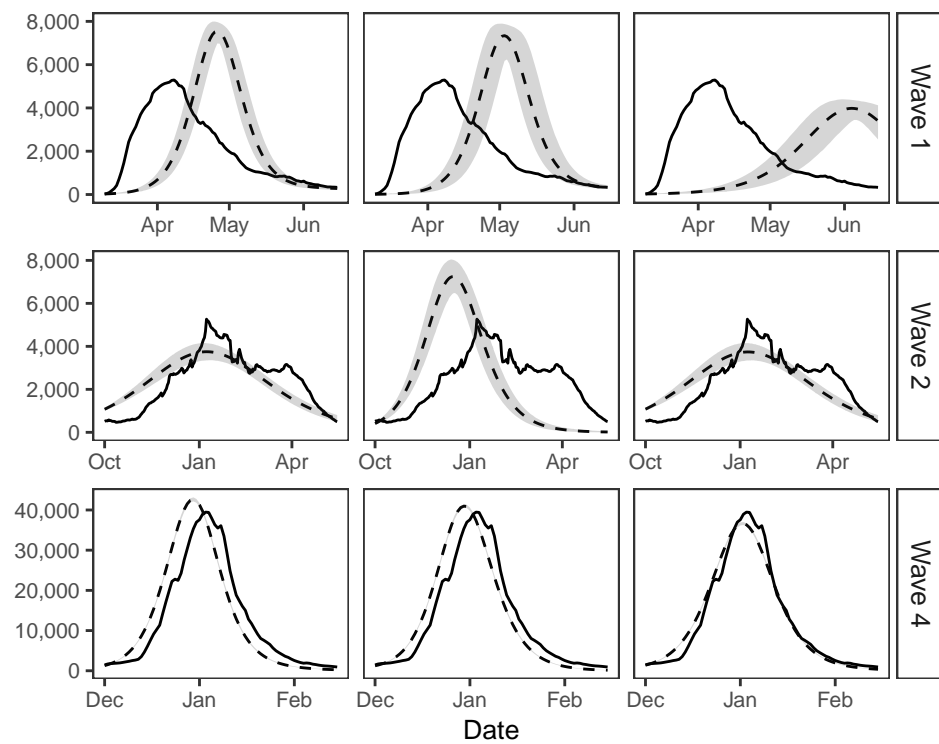 8,000
6,000
4,000
2,000
0
Apr May Jun Apr May Jun Apr May Jun
Wave 1
8,000
6,000
4,000
2,000
0
Oct Jan Apr Oct Jan Apr Oct Jan Apr
Wave 2
40,000
30,000
20,000
10,000
0
Dec Jan Feb Dec Jan Feb Dec Jan Feb
Wave 4
Date